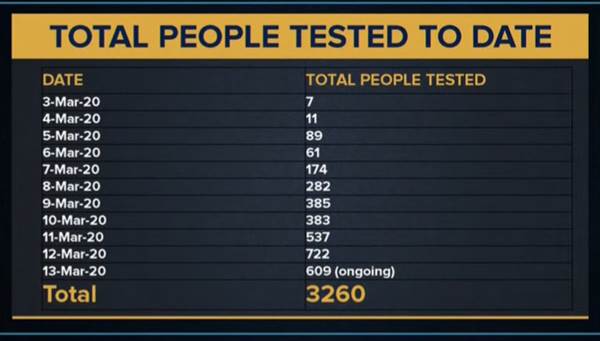 TOTAL PEOPLE TESTED TO DATE
DATE TOTAL PEOPLE TESTED
3-Mar-20 7
4-Mar-20 11
5-Mar-20 89
6-Mar-20 61
7-Mar-20 174
8-Mar-20 282
9-Mar-20 385
10-Mar-20 383
11-Mar-20 537
12-Mar-20 722
13-Mar-20 609 (ongoing)
Total 3260